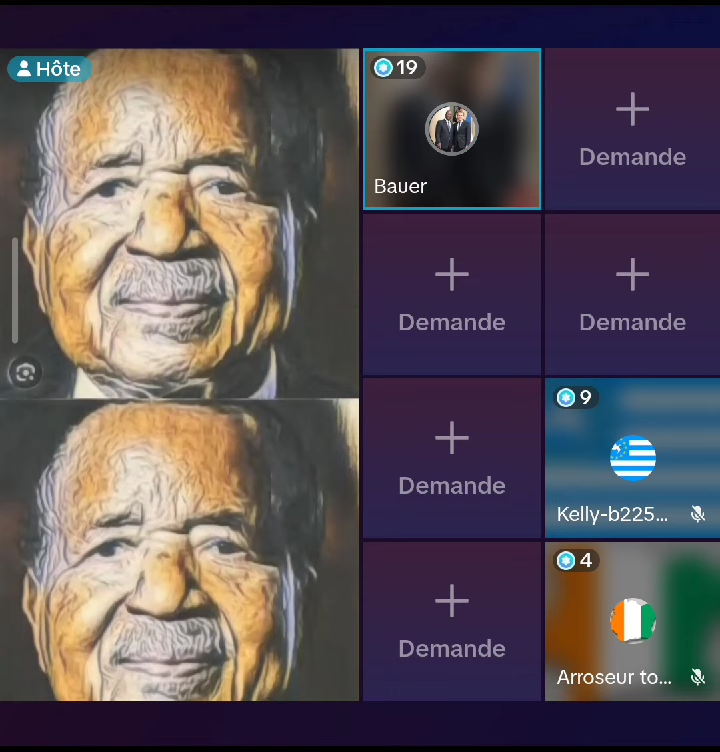 Hôte
19
Bauer
Demande
Demande
Demande
Demande
9
Kelly-b225...
Demande
4
Arroseur to...